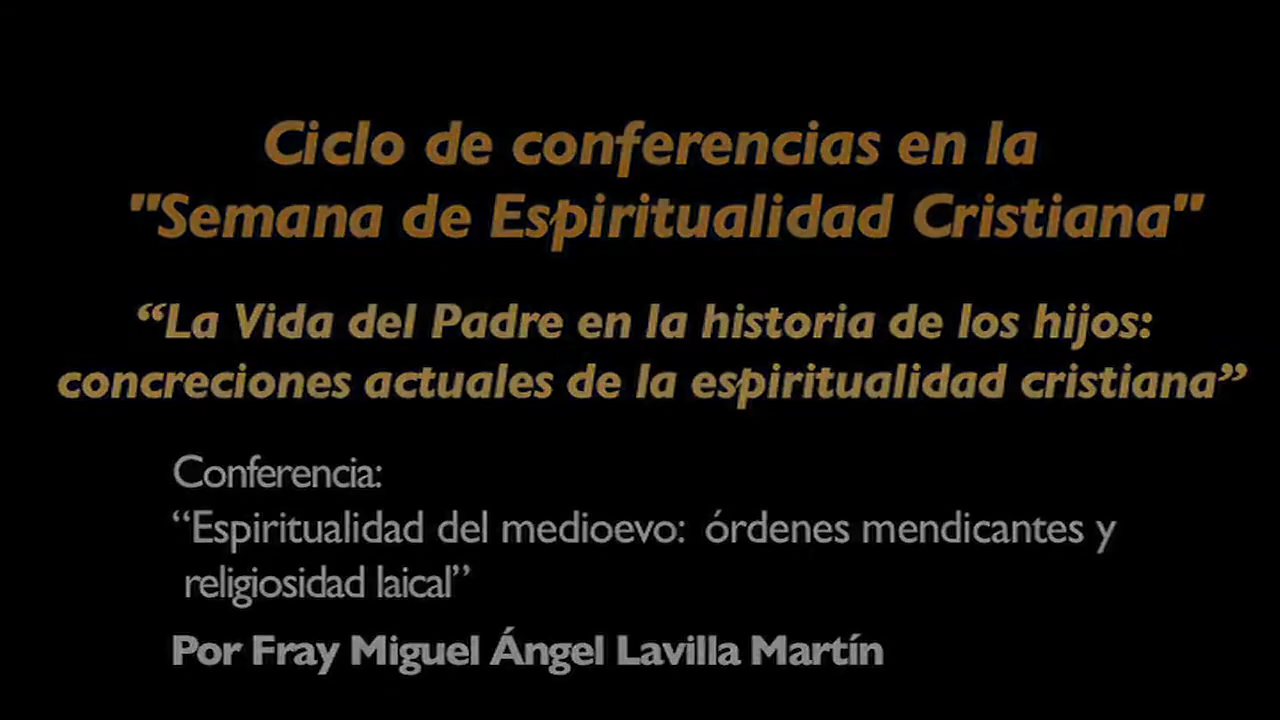 Ciclo de conferencias en la
"Semana de Espiritualidad Cristiana"
“La Vida del Padre en la historia de los hijos:
concreciones actuales de la espiritualidad cristiana”
Conferencia:
“Espiritualidad del medioevo: órdenes mendicantes y
religiosidad laical”
Por Fray Miguel Ángel Lavilla Martín